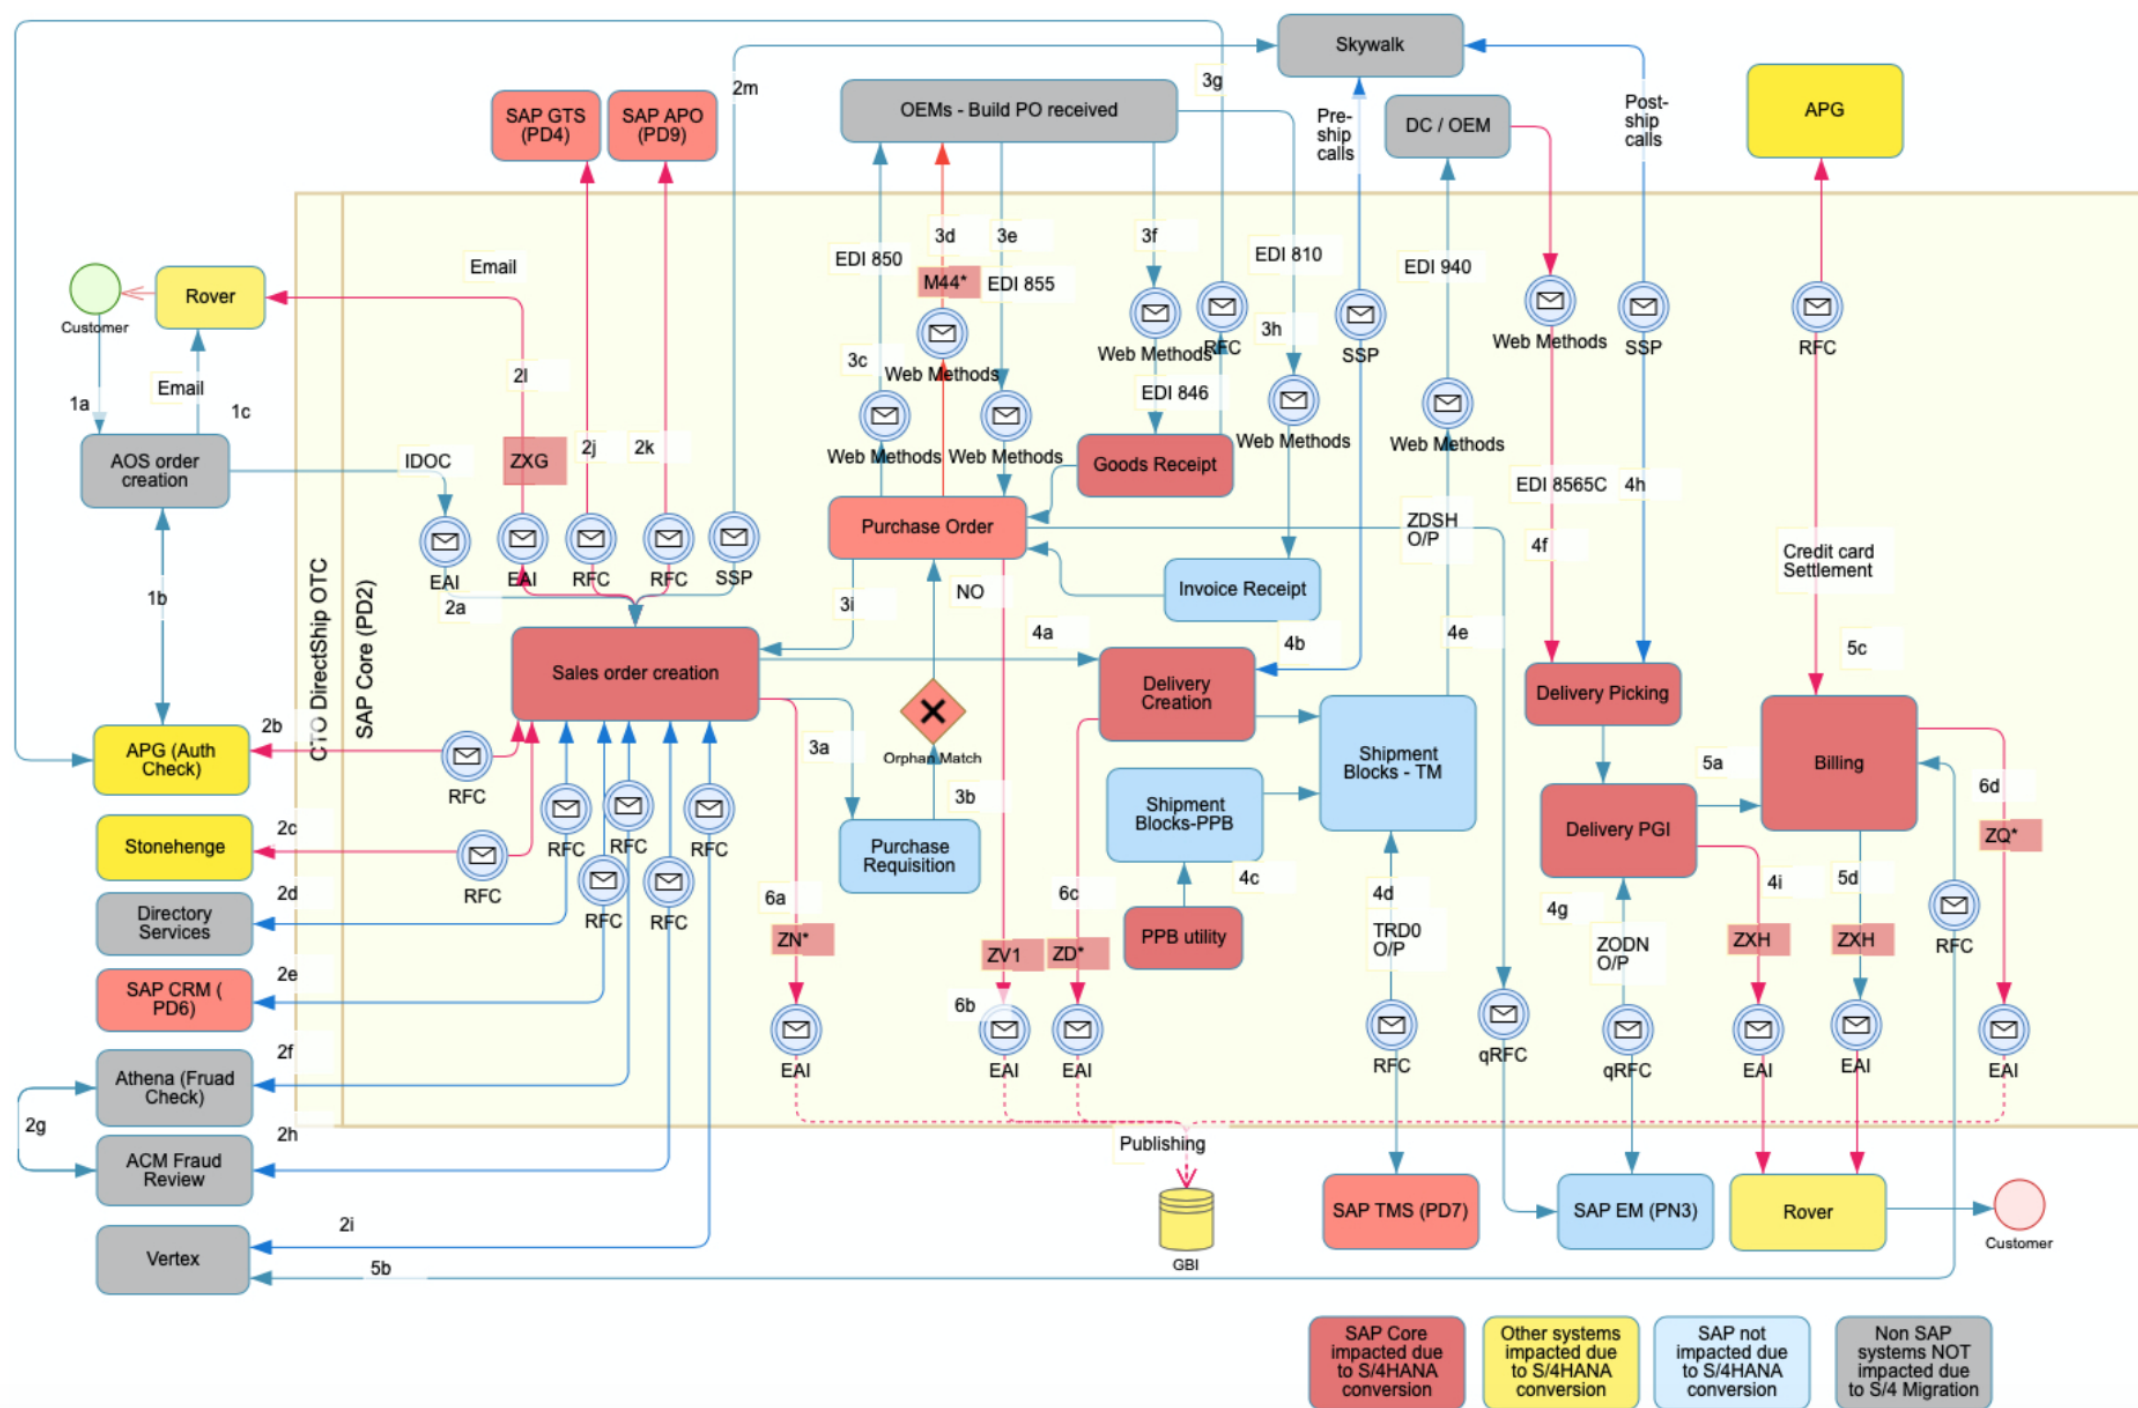 Skywalk
3g
2m
OEMs - Build PO received
SAP GTS
(PD4)
SAP APO
(PD9)
Pre-
ship
calls
DC / OEM
Post-
ship
calls
APG
3d
3e
3f
EDI 850
EDI 810
EDI 940
Email
M44*
EDI 855
Rover
Customer
3h
Web Methods
RFC
SSP
Web Methods
SSP
RFC
3c
Web Methods
2l
Email
1a
1c
EDI 846
Web Methods
Web Methods
Web Methods
Web Methods
2j
2k
ZXG
IDOC
AOS order
creation
Goods Receipt
EDI 8565C
4h
Purchase Order
ZDSH
O/P
4f
Credit card
Settlement
EAI
EAI
RFC
RFC
SSP
2a
1b
3i
NO
Invoice Receipt
4a
4b
4e
5c
CTO DirectShip OTC
SAP Core (PD2)
Sales order creation
Delivery
Creation
Delivery Picking
Orphan Match
2b
APG (Auth
Check)
RFC
3a
3b
Shipment
Blocks - TM
5a
Billing
6d
Shipment
Blocks-PPB
Delivery PGI
ZQ*
2c
Stonehenge
RFC
RFC
RFC
RFC
RFC
RFC
Purchase
Requisition
2d
Directory
Services
6a
6c
4c
4d
4g
4i
5d
TRD0
O/P
PPB utility
ZN*
ZV1
ZD*
ZODN
O/P
ZXH
ZXH
RFC
2e
SAP CRM (
PD6)
6b
2f
Athena (Fruad
Check)
EAI
EAI
EAI
RFC
qRFC
qRFC
EAI
EAI
EAI
2g
2h
ACM Fraud
Review
Publishing
GBI
SAP TMS (PD7)
SAP EM (PN3)
Rover
Customer
2i
Vertex
5b
SAP Core
impacted due
to S/4HANA
conversion
Other systems
impacted due
to S/4HANA
conversion
SAP not
impacted due
to S/4HANA
conversion
Non SAP
systems NOT
impacted due
to S/4 Migration